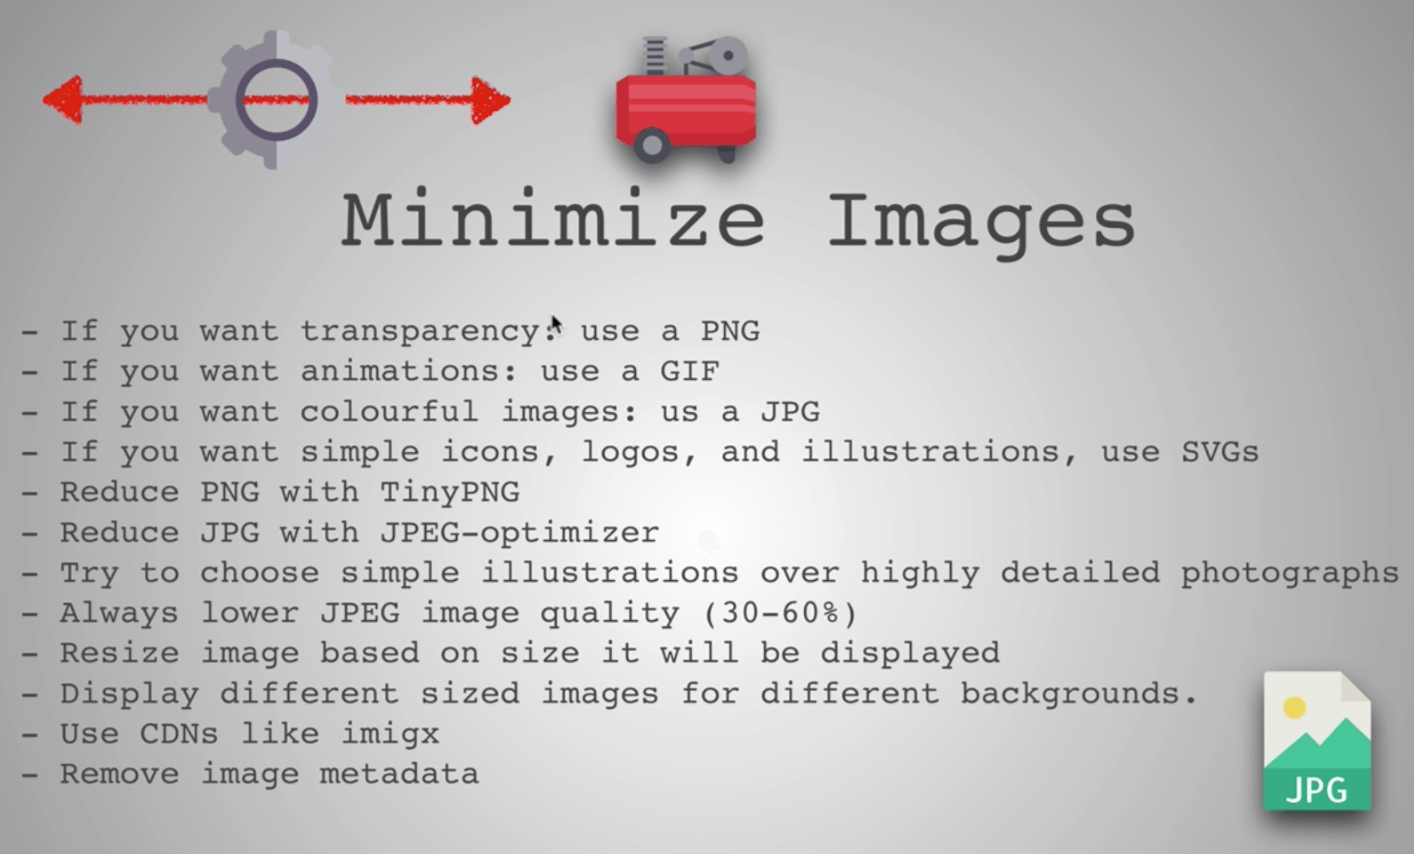 Minimize Images
- If you want transparency: use a PNG
- If you want animations: use a GIF
- If you want colourful images: us a JPG
- If you want simple icons, logos, and illustrations, use SVGs
- Reduce PNG with TinyPNG
- Reduce JPG with JPEG-optimizer
- Try to choose simple illustrations over highly detailed photographs
- Always lower JPEG image quality (30-60%)
- Resize image based on size it will be displayed
- Display different sized images for different backgrounds.
- Use CDNs like imigx
- Remove image metadata
JPG